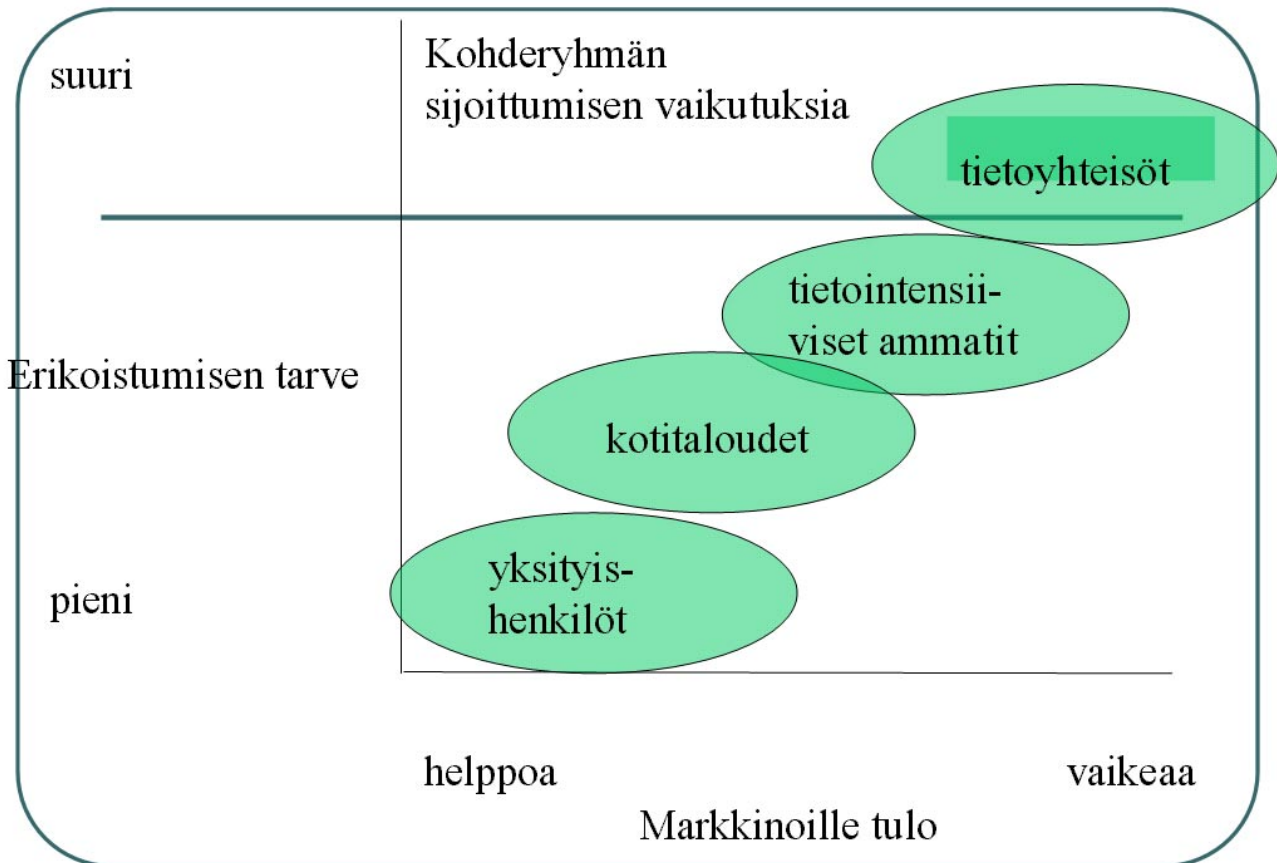 suuri
Kohderyhmän
sijoittumisen vaikutuksia
tietoyhteisöt
tietointensii-
viset ammatit
Erikoistumisen tarve
kotitaloudet
yksityis-
henkilöt
pieni
helppoa
vaikeaa
Markkinoille tulo